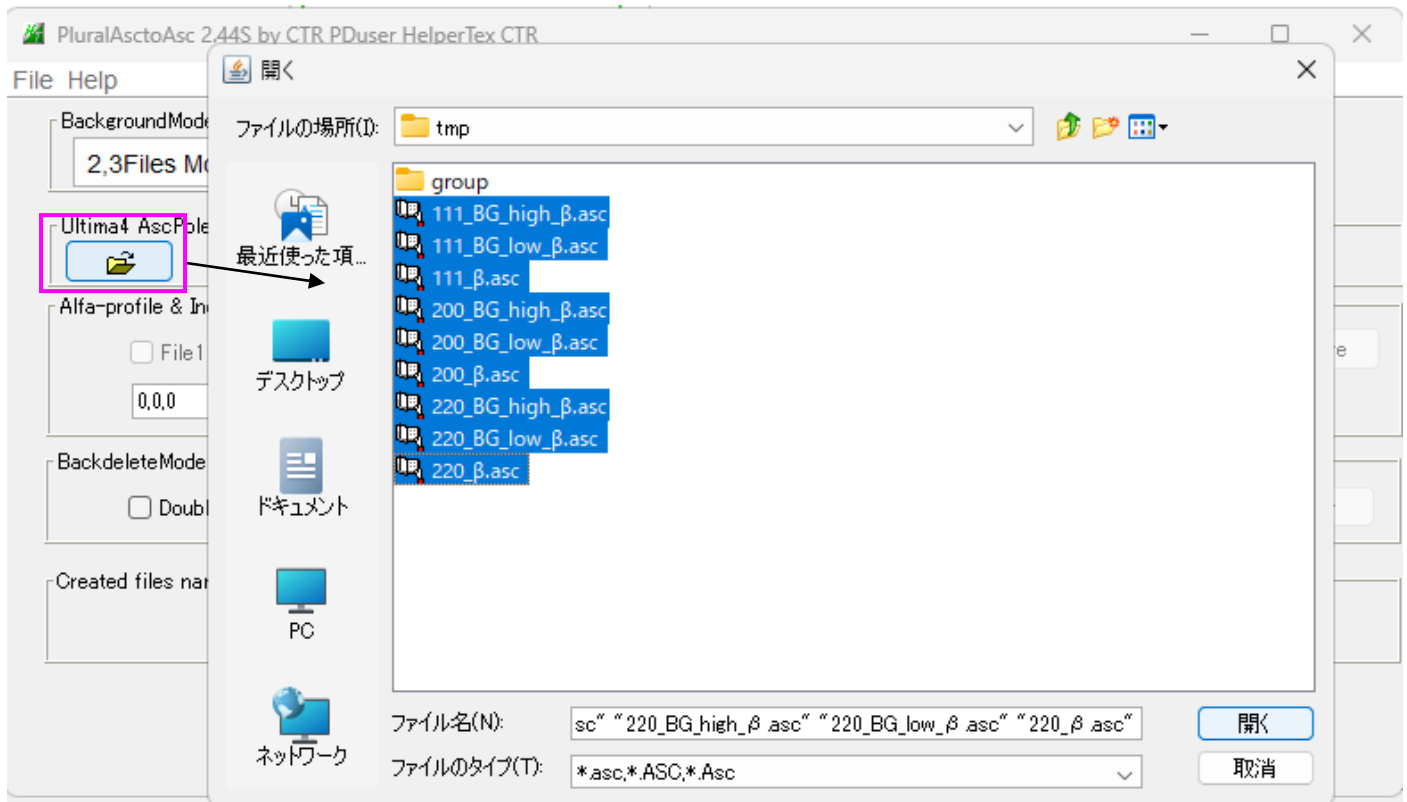 PluralAsctoAsc 2.44S by CTR PDuser HelperTex CTR
File Help
開く
BackgroundMode
2,3Files Mo
ファイルの場所(I):
tmp
Ultima4 AscPole
Alfa-profile & In
File1
0,0,0
BackdeleteMode
Doubl
Created files nar
最近使った項...
デスクトップ
ドキュメント
PC
ネットワーク
group
111_BG_high_β.asc
111_BG_low_β.asc
111_β.asc
200_BG_high_β.asc
200_BG_low_β.asc
200_β.asc
220_BG_high_β.asc
220_BG_low_β.asc
220_β.asc
e
ファイル名(N):
sc" "220_BG_high_β.asc" "220_BG_low_β.asc" "220_β.asc"
開く
ファイルのタイプ(T):
*.asc,*.ASC,*.Asc
取消